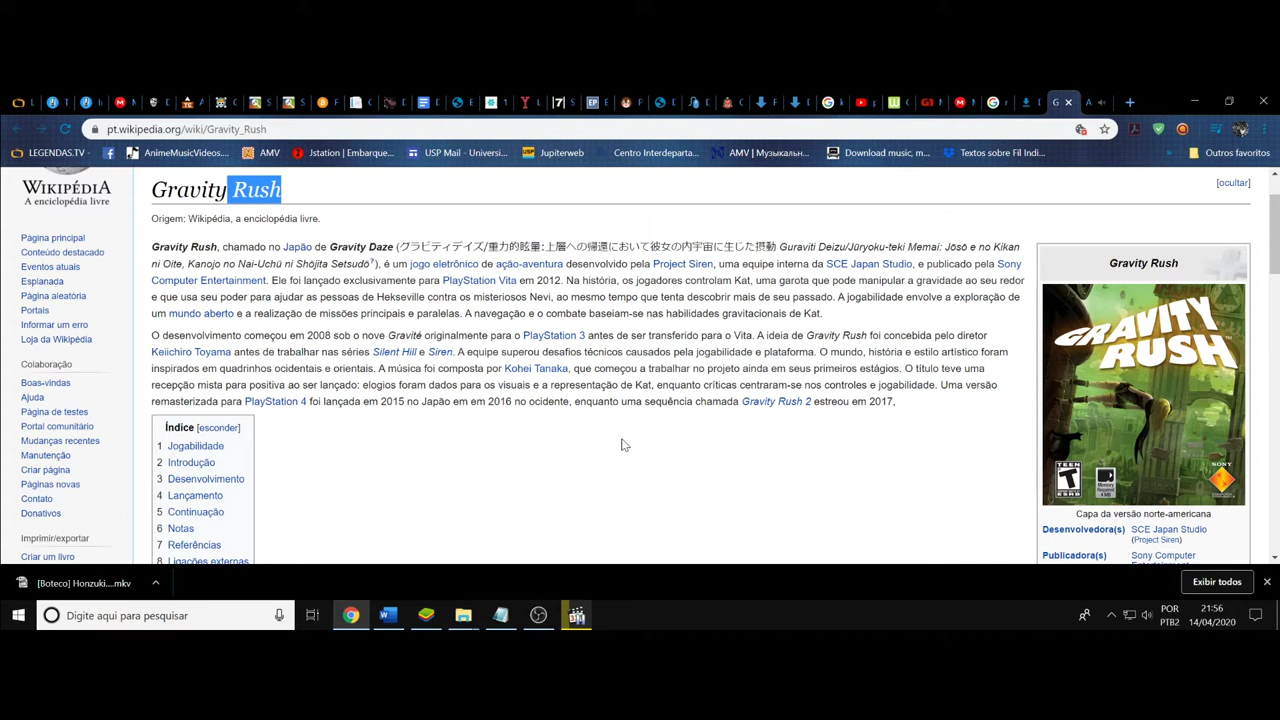 pt.wikipedia.org/wiki/Gravity_Rush
LEGENDAS.TV
AnimeMusicVideos....
AMV
Jstation | Embarque...
USP Mail - Universi...
Jupiterweb
Centro Interdeparta...
AMV | Музыкальн...
Download music, m...
Textos sobre Fil Indi...
»
Outros favoritos
WIKIPÉDIA
A enciclopédia livre
Página principal
Conteúdo destacado
Eventos atuais
Esplanada
Página aleatória
Portais
Informar um erro
Loja da Wikipédia
Colaboração
Boas-vindas
Ajuda
Página de testes
Portal comunitário
Mudanças recentes
Manutenção
Criar página
Páginas novas
Contato
Donativos
Imprimir/exportar
Criar um livro
Gravity Rush
[ocultar]
Origem: Wikipédia, a enciclopédia livre.
Gravity Rush, chamado no Japão de Gravity Daze (グラビティデイズ/重力的眩暈:上層への帰還において彼女の内宇宙に生じた摂動 Guraviti Deizu/Jūryoku-teki Memai: Jōsō e no Kikan
ni Oite, Kanojo no Nai-Uchū ni Shōjita Setsudō?), é um jogo eletrônico de ação-aventura desenvolvido pela Project Siren, uma equipe interna da SCE Japan Studio, e publicado pela Sony
Computer Entertainment. Ele foi lançado exclusivamente para PlayStation Vita em 2012. Na história, os jogadores controlam Kat, uma garota que pode manipular a gravidade ao seu redor
e que usa seu poder para ajudar as pessoas de Hekseville contra os misteriosos Nevi, ao mesmo tempo que tenta descobrir mais de seu passado. A jogabilidade envolve a exploração de
um mundo aberto e a realização de missões principais e paralelas. A navegação e o combate baseiam-se nas habilidades gravitacionais de Kat.
O desenvolvimento começou em 2008 sob o nove Gravité originalmente para o PlayStation 3 antes de ser transferido para o Vita. A ideia de Gravity Rush foi concebida pelo diretor
Keiichiro Toyama antes de trabalhar nas séries Silent Hill e Siren. A equipe superou desafios técnicos causados pela jogabilidade e plataforma. O mundo, história e estilo artístico foram
inspirados em quadrinhos ocidentais e orientais. A música foi composta por Kohei Tanaka, que começou a trabalhar no projeto ainda em seus primeiros estágios. O título teve uma
recepção mista para positiva ao ser lançado: elogios foram dados para os visuais e a representação de Kat, enquanto críticas centraram-se nos controles e jogabilidade. Uma versão
remasterizada para PlayStation 4 foi lançada em 2015 no Japão em em 2016 no ocidente, enquanto uma sequência chamada Gravity Rush 2 estreou em 2017,
Índice [esconder]
1 Jogabilidade
2 Introdução
3 Desenvolvimento
4 Lançamento
5 Continuação
6 Notas
7 Referências
8 Ligações externas
Gravity Rush
GRAVITY
RUSH
TEEN
T
ESRB
Memory
Required
4 MB
SONY
Capa da versão norte-americana
Desenvolvedora(s) SCE Japan Studio
(Project Siren)
Publicadora(s) Sony Computer
[Boteco] Honzuki....mkv
Exibir todos
Digite aqui para pesquisar
POR
PTB2
21:56
14/04/2020